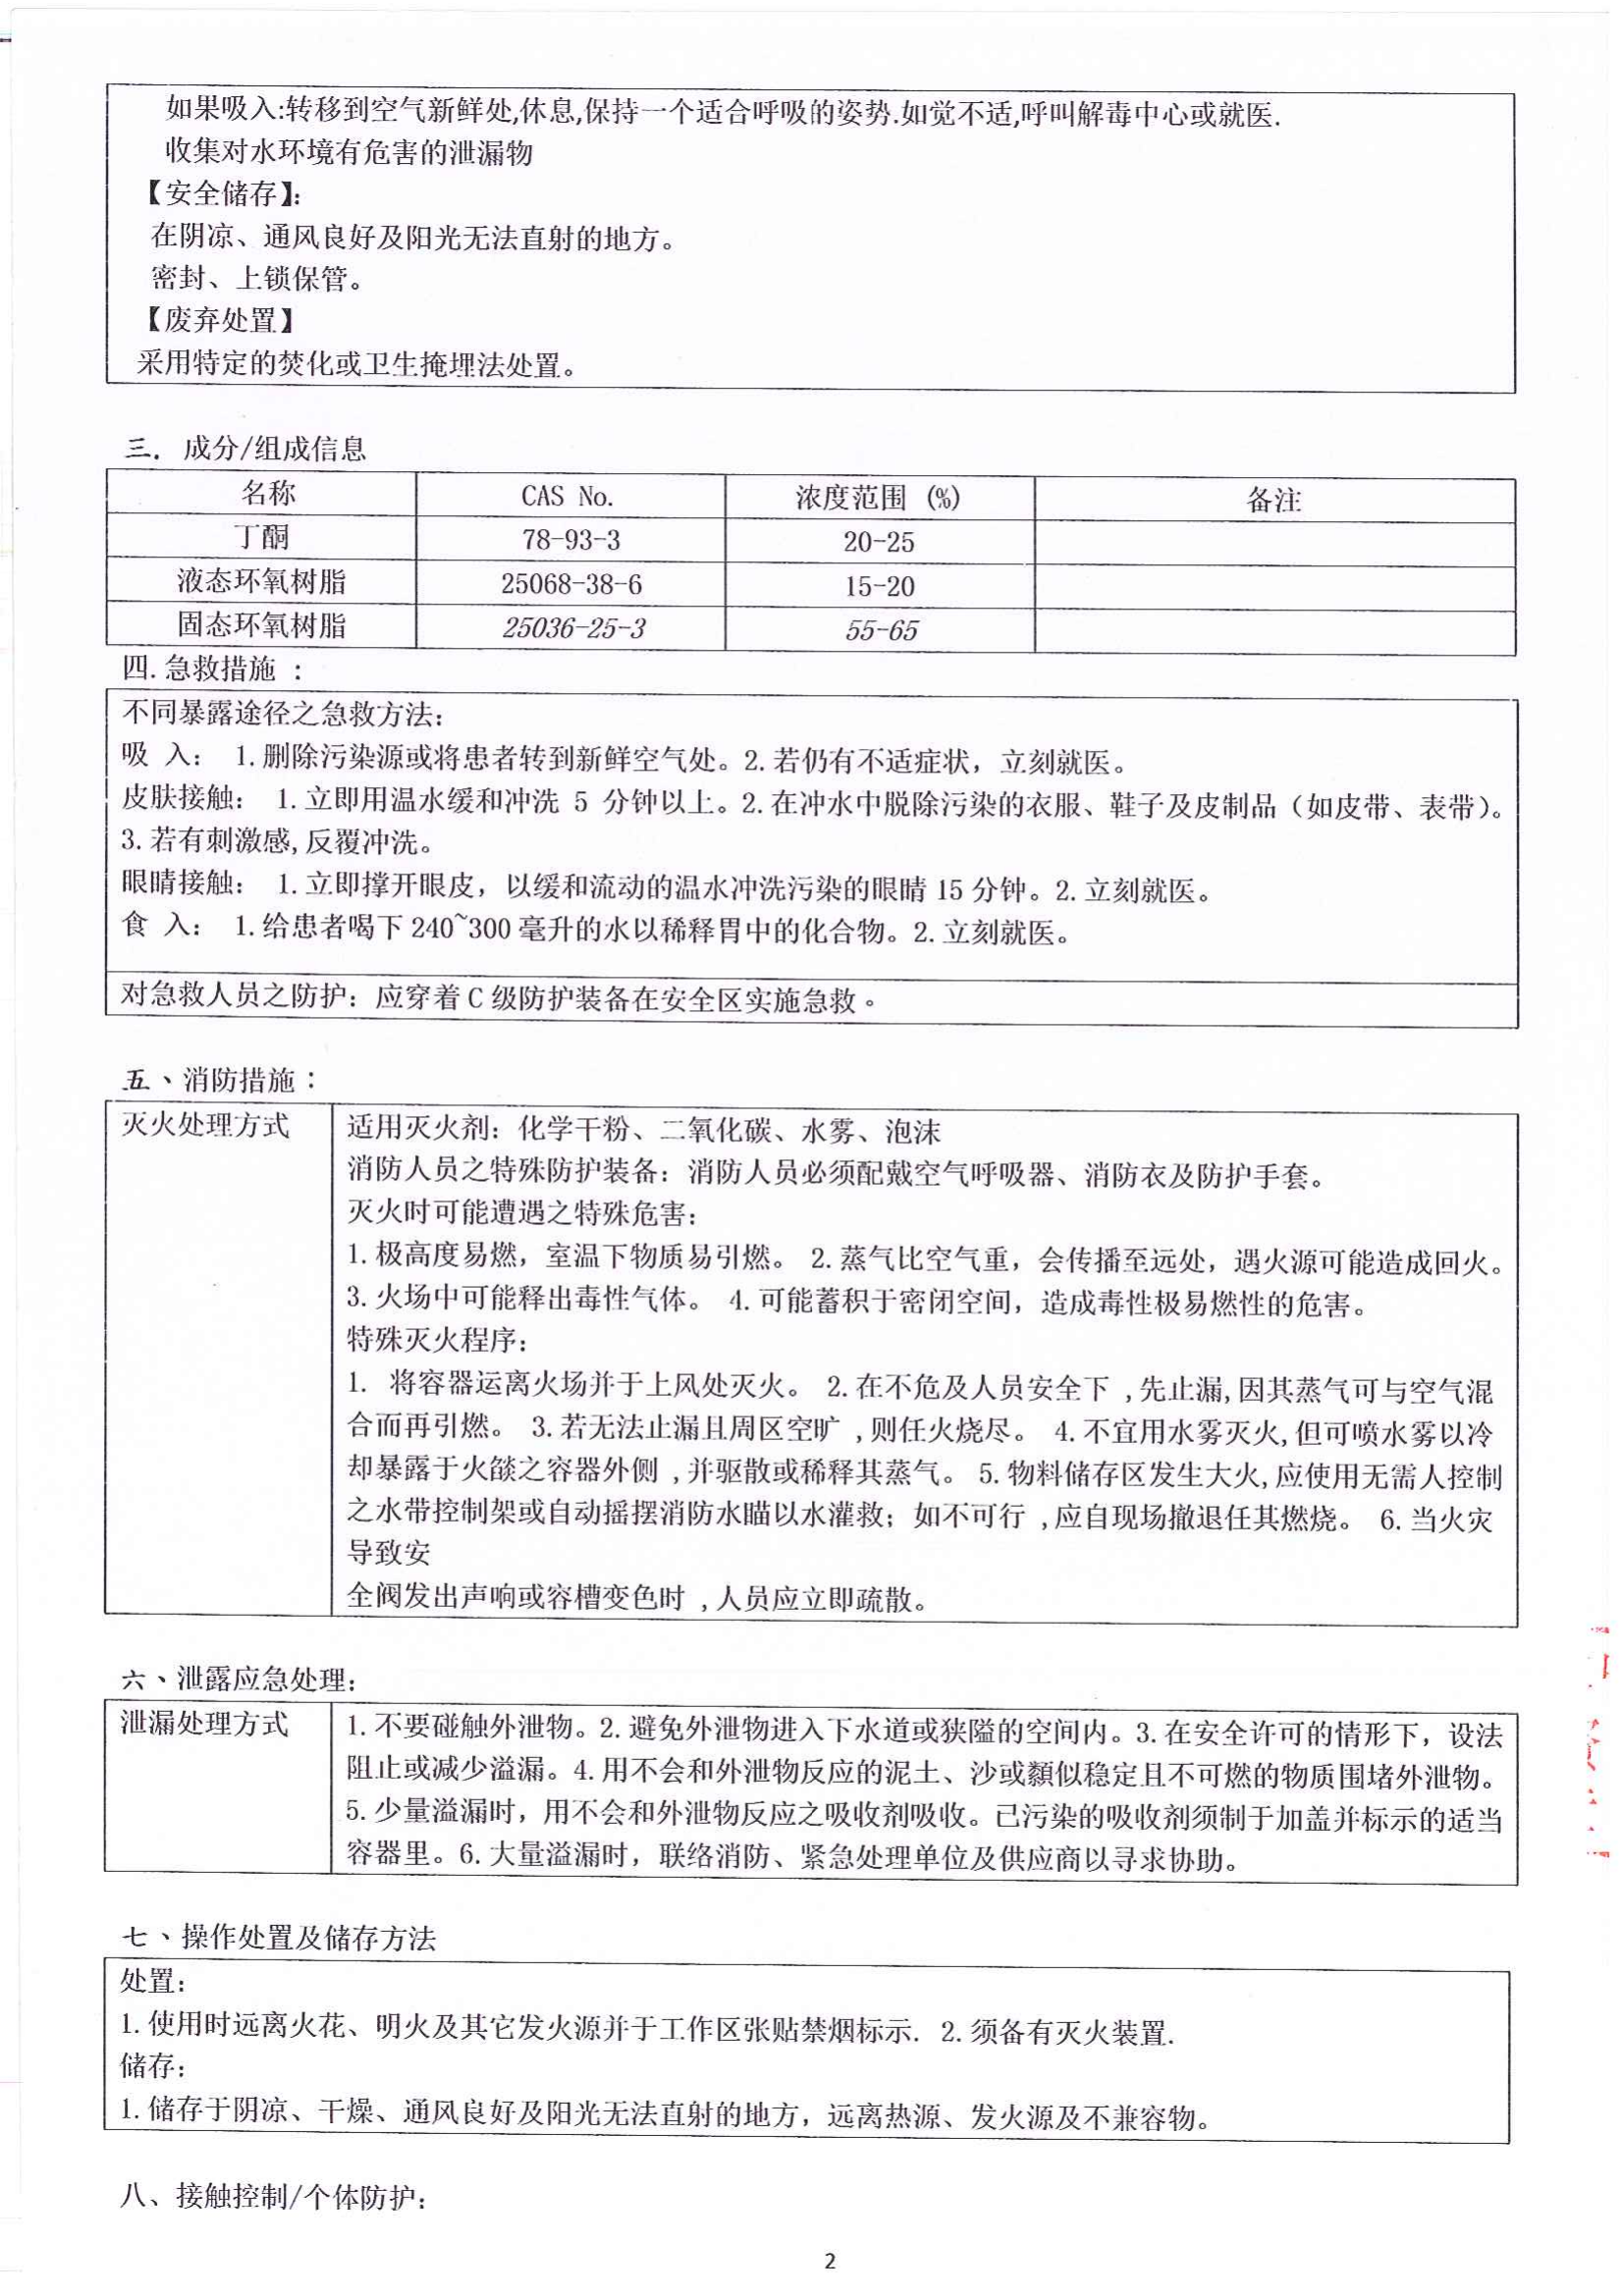 如果吸入:转移到空气新鲜处,休息,保持一个适合呼吸的姿势.如觉不适,呼叫解毒中心或就医.
收集对水环境有危害的泄漏物
【安全储存】:
在阴凉、通风良好及阳光无法直射的地方。
密封、上锁保管。
【废弃处置】
采用特定的焚化或卫生掩埋法处置。
三. 成分/组成信息
名称 CAS No. 浓度范围 (%) 备注
丁酮 78-93-3 20-25
液态环氧树脂 25068-38-6 15-20
固态环氧树脂 25036-25-3 55-65
四.急救措施 :
不同暴露途径之急救方法:
吸 入: 1.删除污染源或将患者转到新鲜空气处。2.若仍有不适症状,立刻就医。
皮肤接触: 1.立即用温水缓和冲洗 5 分钟以上。2.在冲水中脱除污染的衣服、鞋子及皮制品(如皮带、表带)。
3.若有刺激感,反覆冲洗。
眼睛接触: 1.立即撑开眼皮,以缓和流动的温水冲洗污染的眼睛 15 分钟。2.立刻就医。
食 入: 1.给患者喝下 240~300 毫升的水以稀释胃中的化合物。2.立刻就医。
对急救人员之防护:应穿着 C 级防护装备在安全区实施急救。
五、消防措施:
灭火处理方式 适用灭火剂:化学干粉、二氧化碳、水雾、泡沫
消防人员之特殊防护装备:消防人员必须配戴空气呼吸器、消防衣及防护手套。
灭火时可能遭遇之特殊危害:
1.极高度易燃,室温下物质易引燃。 2.蒸气比空气重,会传播至远处,遇火源可能造成回火。
3.火场中可能释出毒性气体。 4.可能蓄积于密闭空间,造成毒性极易燃性的危害。
特殊灭火程序:
1. 将容器运离火场并于上风处灭火。 2.在不危及人员安全下 ,先止漏,因其蒸气可与空气混
合而再引燃。 3.若无法止漏且周区空旷 ,则任火烧尽。 4.不宜用水雾灭火,但可喷水雾以冷
却暴露于火燄之容器外侧 ,并驱散或稀释其蒸气。 5.物料储存区发生大火,应使用无需人控制
之水带控制架或自动摇摆消防水瞄以水灌救;如不可行 ,应自现场撤退任其燃烧。 6.当火灾
导致安
全阀发出声响或容槽变色时 ,人员应立即疏散。
六、泄露应急处理:
泄漏处理方式 1.不要碰触外泄物。2.避免外泄物进入下水道或狭隘的空间内。3.在安全许可的情形下,设法
阻止或减少溢漏。4.用不会和外泄物反应的泥土、沙或纇似稳定且不可燃的物质围堵外泄物。
5.少量溢漏时,用不会和外泄物反应之吸收剂吸收。已污染的吸收剂须制于加盖并标示的适当
容器里。6.大量溢漏时,联络消防、紧急处理单位及供应商以寻求协助。
七、操作处置及储存方法
处置:
1.使用时远离火花、明火及其它发火源并于工作区张贴禁烟标示. 2.须备有灭火装置.
储存:
1.储存于阴凉、干燥、通风良好及阳光无法直射的地方,远离热源、发火源及不兼容物。
八、接触控制/个体防护:
2